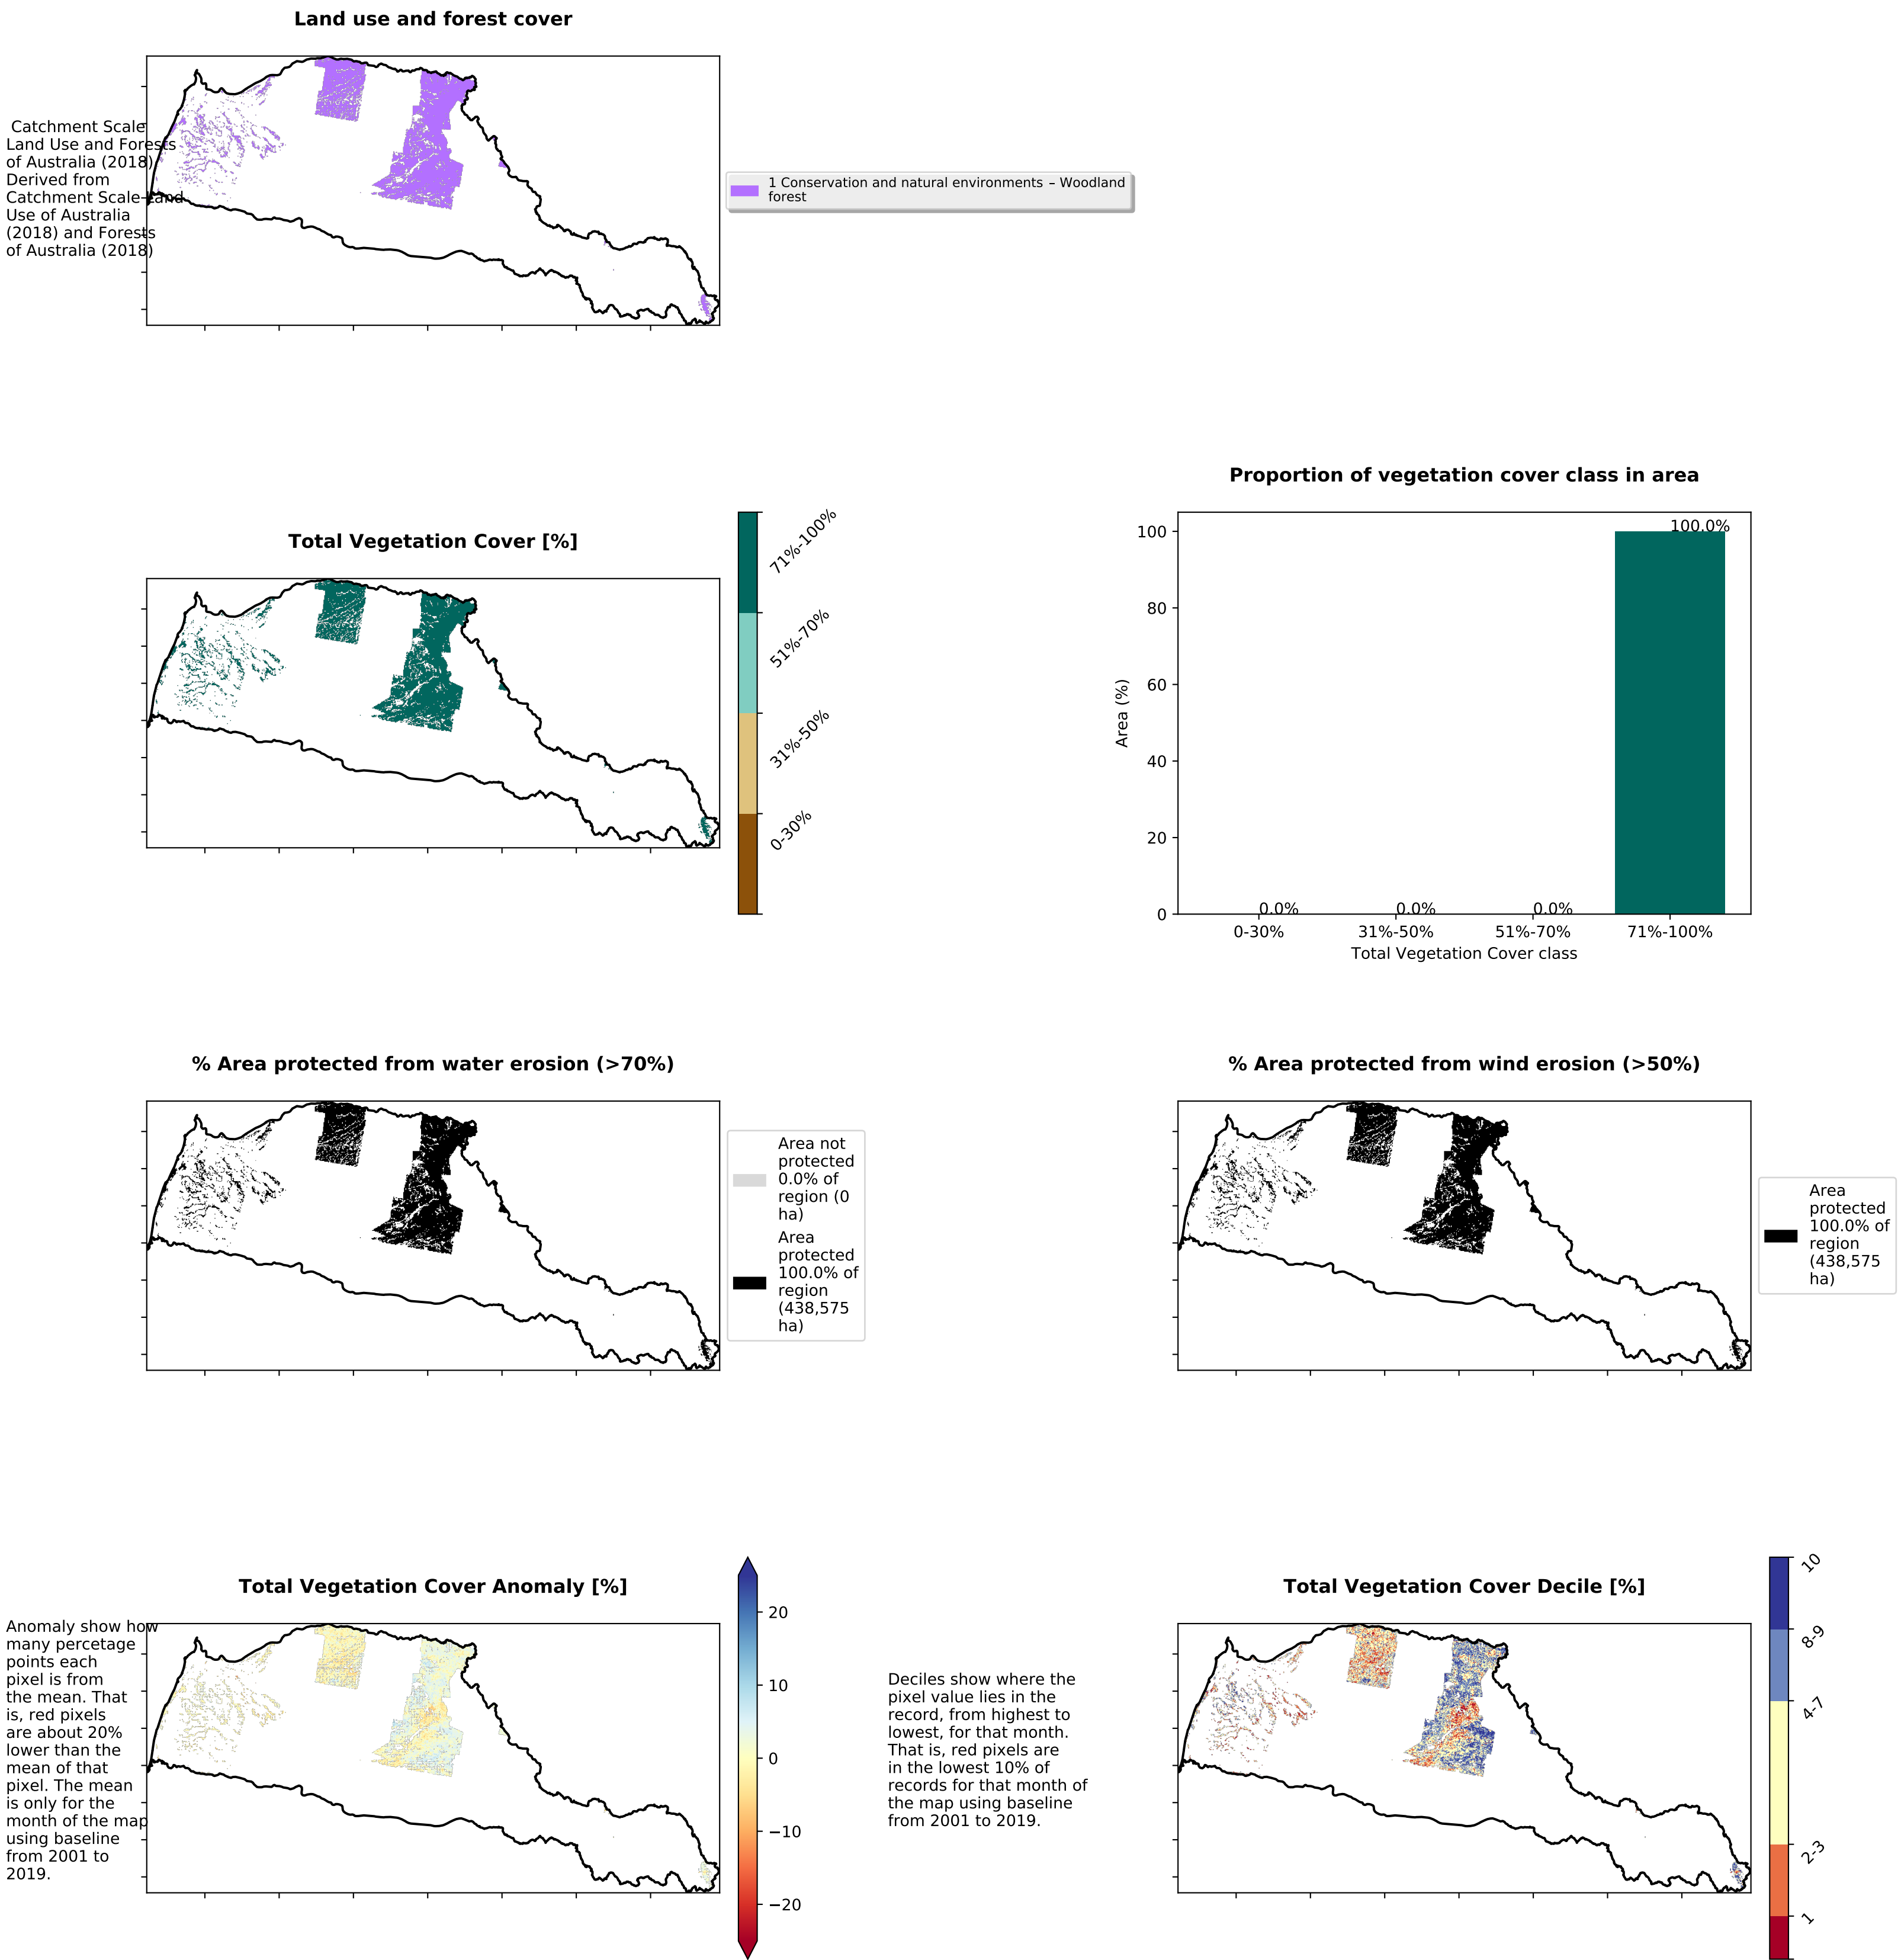 Land use and forest cover
Catchment Scale
Land Use and Forests
of Australia (2018)
Derived from
Catchment Scale Land
Use of Australia
(2018) and Forests
of Australia (2018)
1 Conservation and natural environments – Woodland
forest
Total Vegetation Cover [%]
71%-100%
51%-70%
31%-50%
0-30%
Proportion of vegetation cover class in area
100
80
60
40
20
0
Area (%)
0.0%
0.0%
0.0%
100.0%
0-30%
31%-50%
51%-70%
71%-100%
Total Vegetation Cover class
% Area protected from water erosion (>70%)
Area not
protected
0.0% of
region (0
ha)
Area
protected
100.0% of
region
(438,575
ha)
% Area protected from wind erosion (>50%)
Area
protected
100.0% of
region
(438,575
ha)
Total Vegetation Cover Anomaly [%]
Anomaly show how
many percetage
points each
pixel is from
the mean. That
is, red pixels
are about 20%
lower than the
mean of that
pixel. The mean
is only for the
month of the map
using baseline
from 2001 to
2019.
20
10
0
−10
−20
Total Vegetation Cover Decile [%]
Deciles show where the
pixel value lies in the
record, from highest to
lowest, for that month.
That is, red pixels are
in the lowest 10% of
records for that month of
the map using baseline
from 2001 to 2019.
10
8-9
4-7
2-3
1